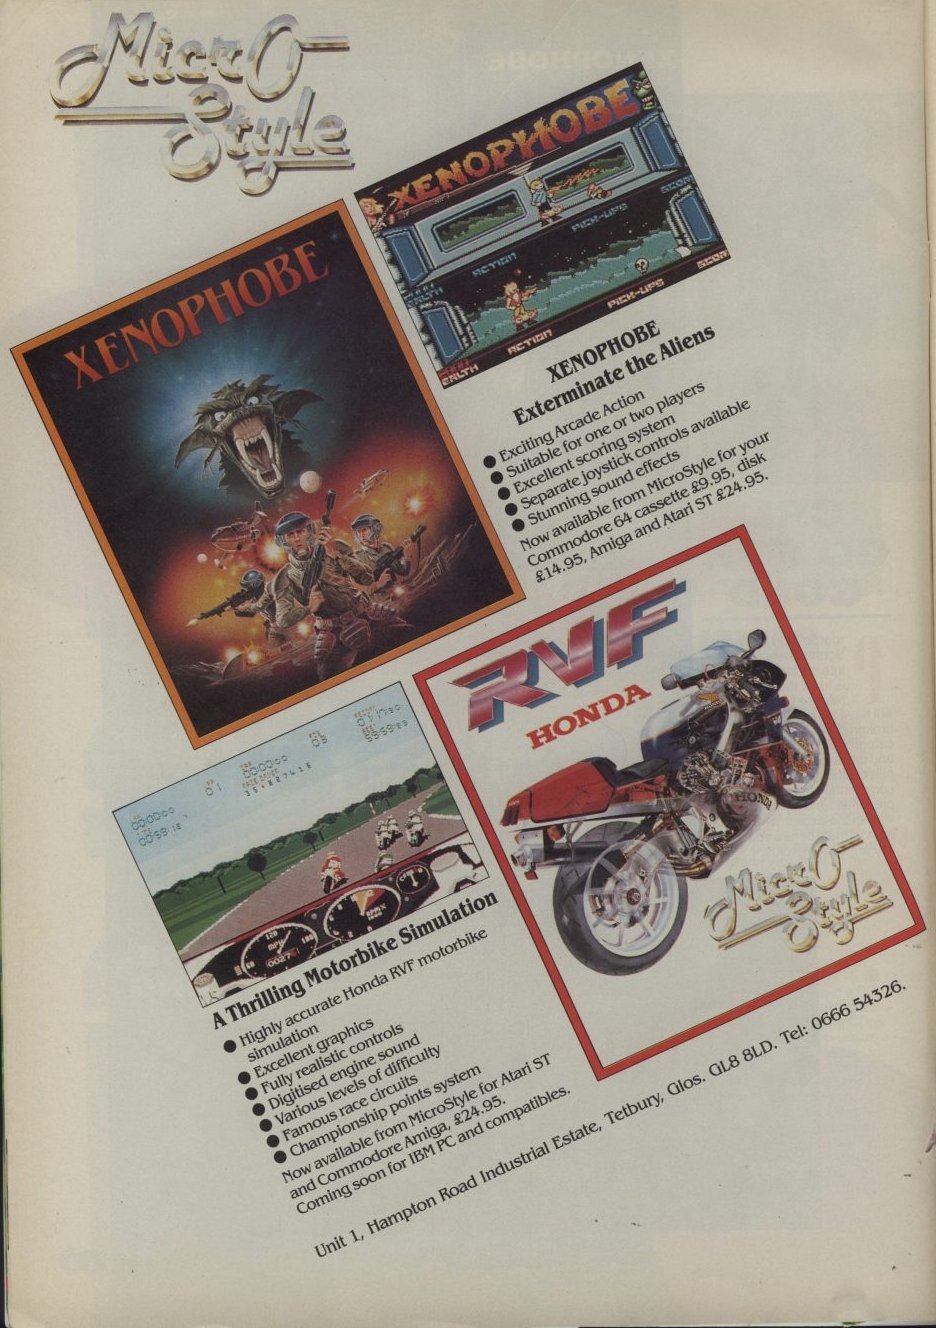 MicrO
Style
XENOPHOBE
ACTION
PICK-UPS
ACTION
PICK-UPS
XENOPHOBE
XENOPHOBE
Exterminate the Aliens
● Exciting Arcade Action
● Suitable for one or two players
● Excellent scoring system
● Separate joystick controls available
● Stunning sound effects
Now available from MicroStyle for your
Commodore 64 cassette £9.95, disk
£14.95, Amiga and Atari ST £24.95.
RVF
HONDA
HONDA
MicrO
Style
A Thrilling Motorbike Simulation
● Highly accurate Honda RVF motorbike
simulation
● Excellent graphics
● Fully realistic controls
● Digitised engine sound
● Various levels of difficulty
● Famous race circuits
● Championship points system
Now available from MicroStyle for Atari ST
and Commodore Amiga, £24.95.
Coming soon for IBM PC and compatibles.
Unit 1, Hampton Road Industrial Estate, Tetbury, Glos. GL8 8LD. Tel: 0666 54326.